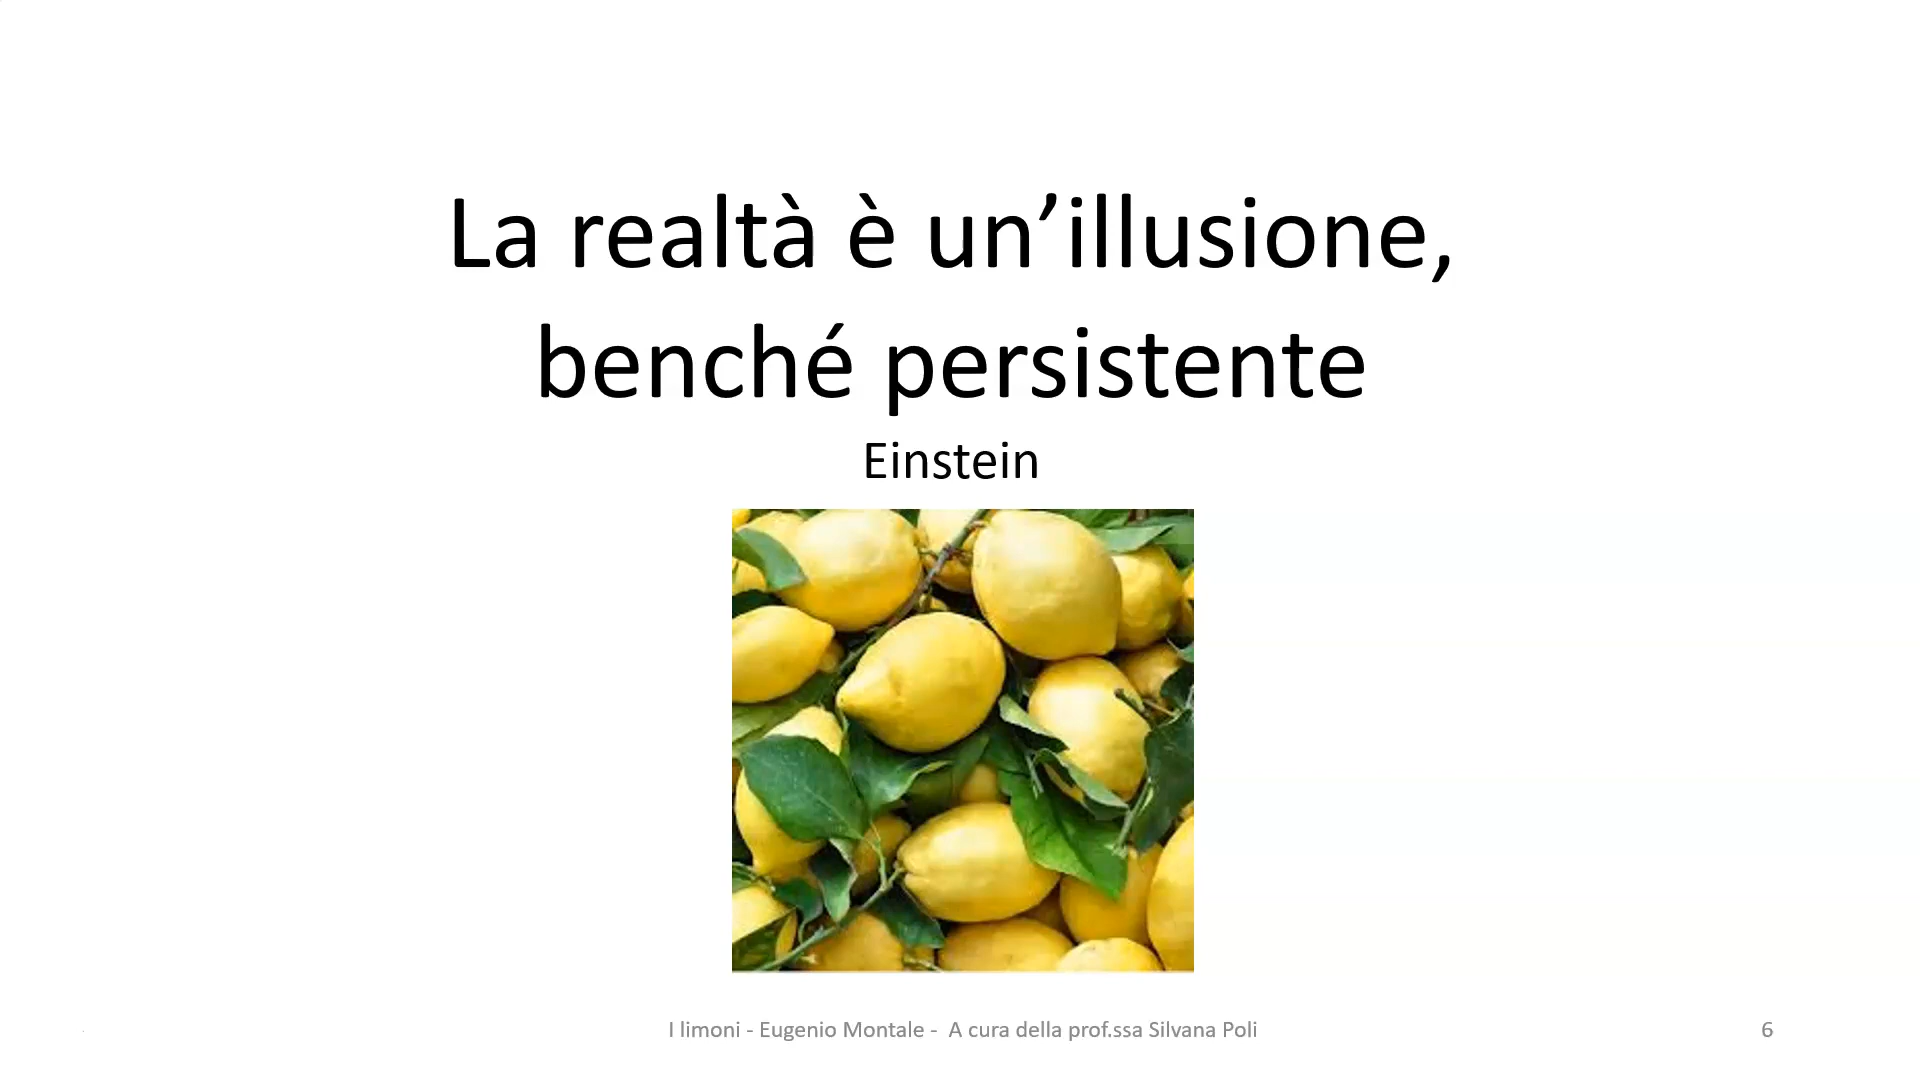 La realtà è un’illusione,
benché persistente
Einstein
I limoni - Eugenio Montale -  A cura della prof.ssa Silvana Poli
6